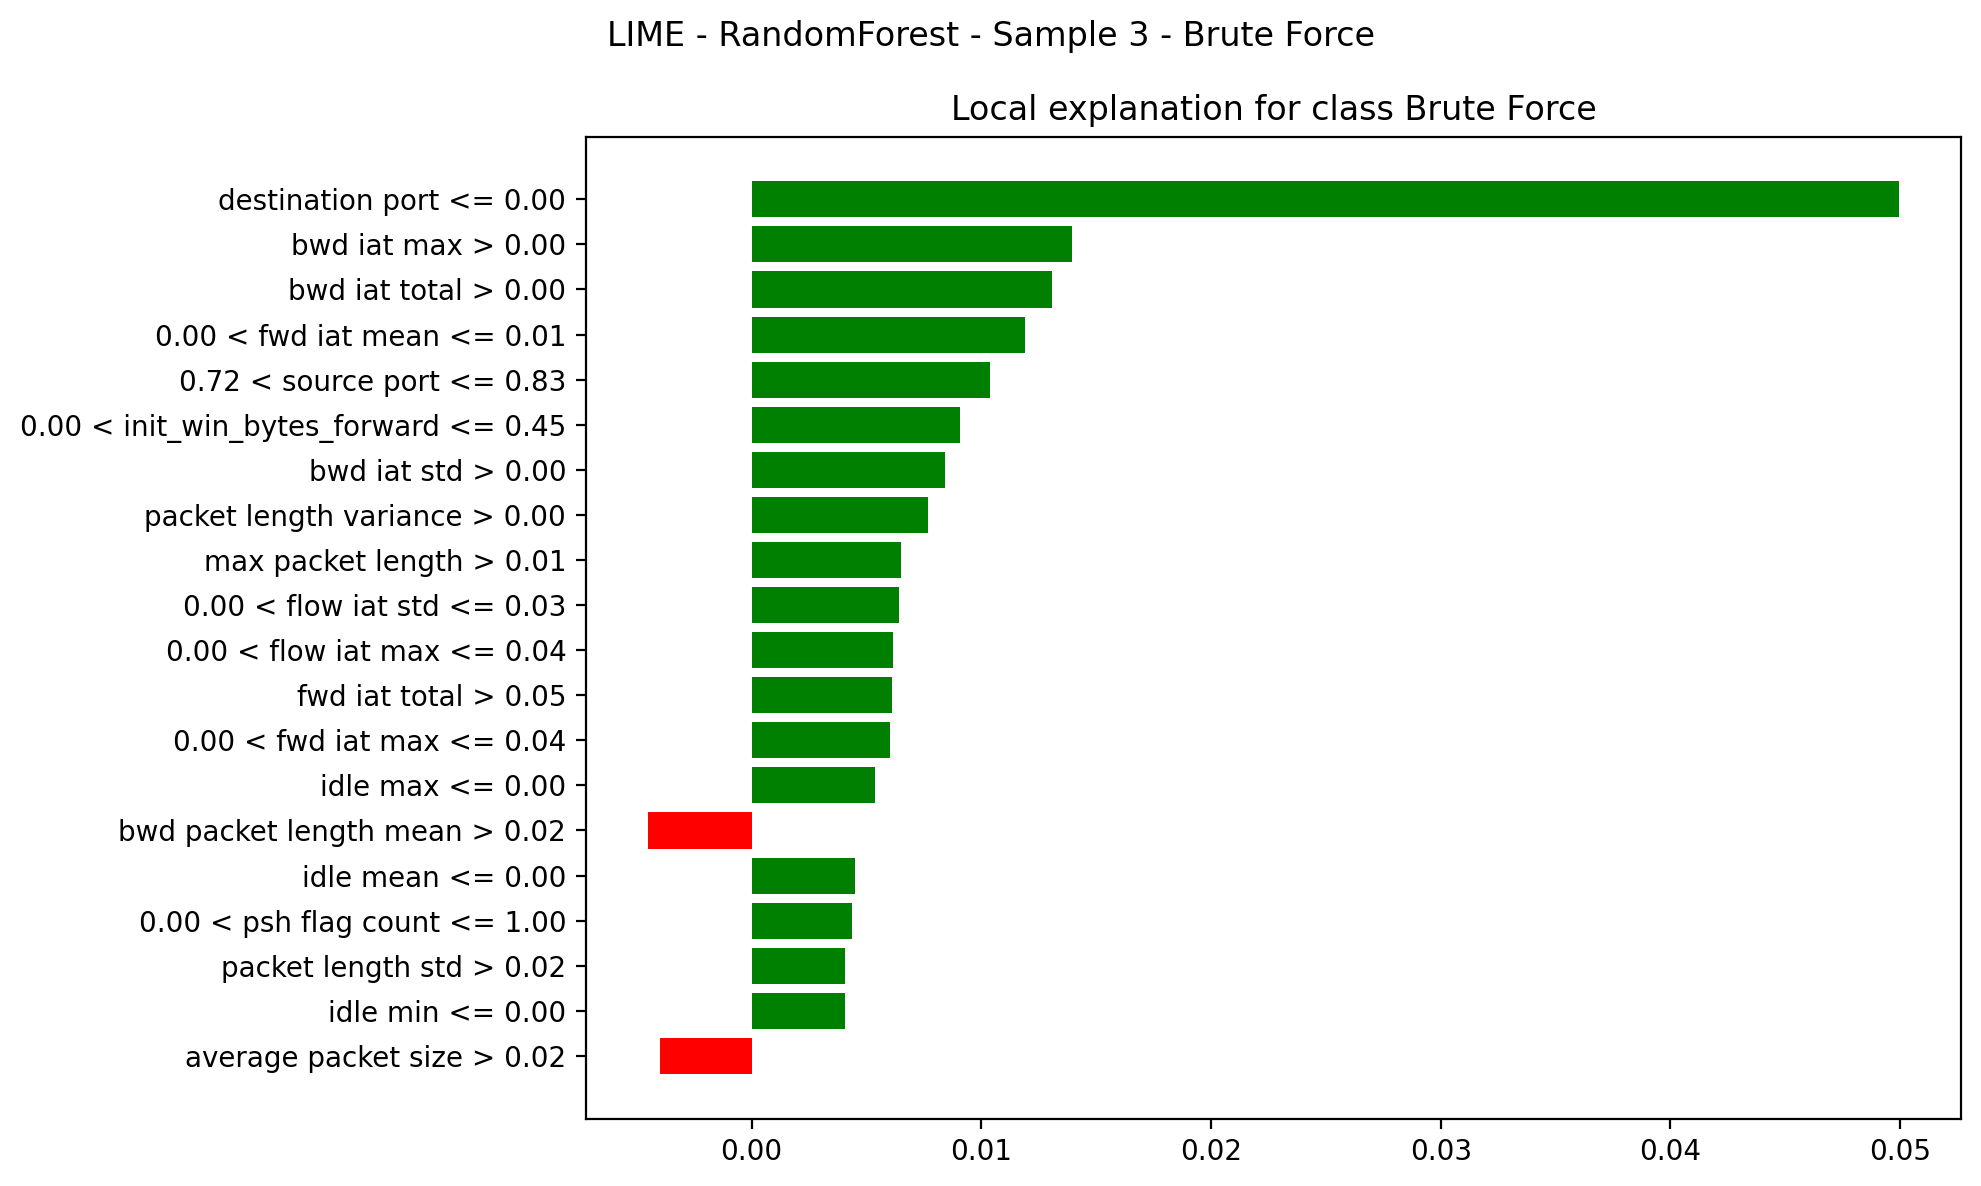 LIME - RandomForest - Sample 3 - Brute Force
Local explanation for class Brute Force
destination port <= 0.00
bwd iat max > 0.00
bwd iat total > 0.00
0.00 < fwd iat mean <= 0.01
0.72 < source port <= 0.83
0.00 < init_win_bytes_forward <= 0.45
bwd iat std > 0.00
packet length variance > 0.00
max packet length > 0.01
0.00 < flow iat std <= 0.03
0.00 < flow iat max <= 0.04
fwd iat total > 0.05
0.00 < fwd iat max <= 0.04
idle max <= 0.00
bwd packet length mean > 0.02
idle mean <= 0.00
0.00 < psh flag count <= 1.00
packet length std > 0.02
idle min <= 0.00
average packet size > 0.02
0.00 0.01 0.02 0.03 0.04 0.05